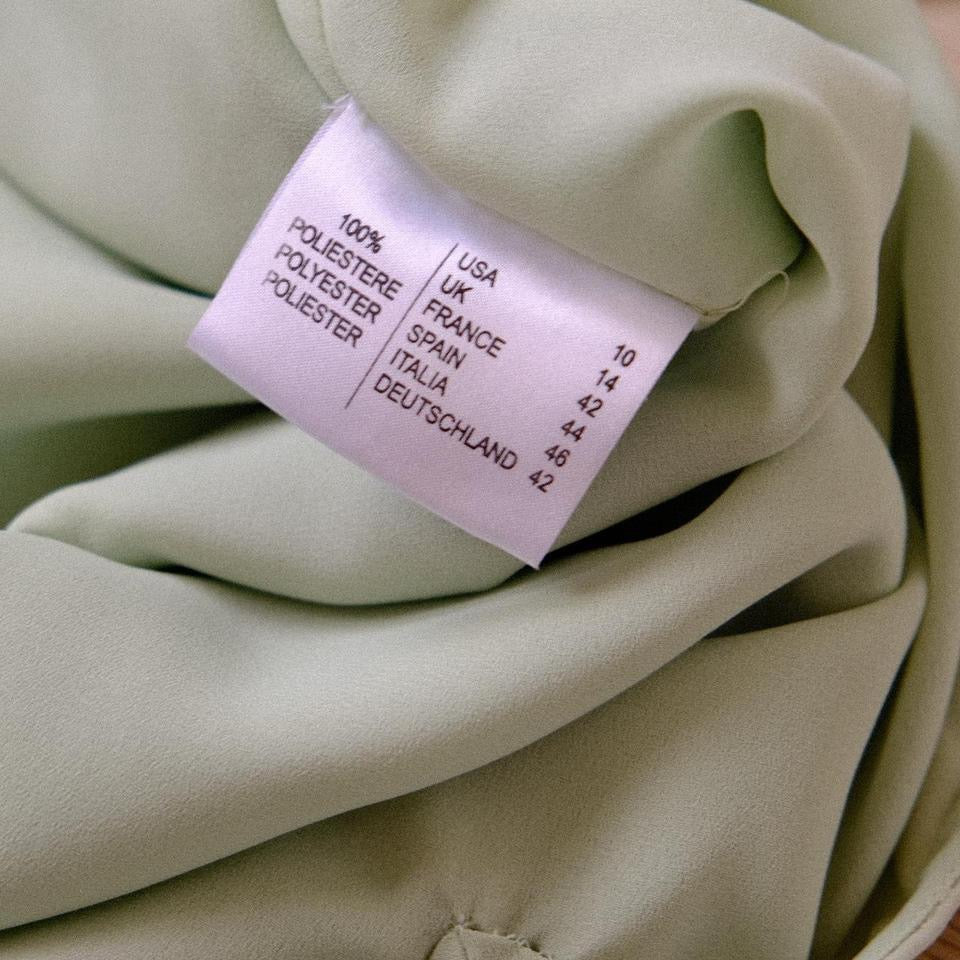 100%
POLIESTERE
POLYESTER
POLIESTER
USA 10
UK 14
FRANCE 42
SPAIN 44
ITALIA 46
DEUTSCHLAND 42